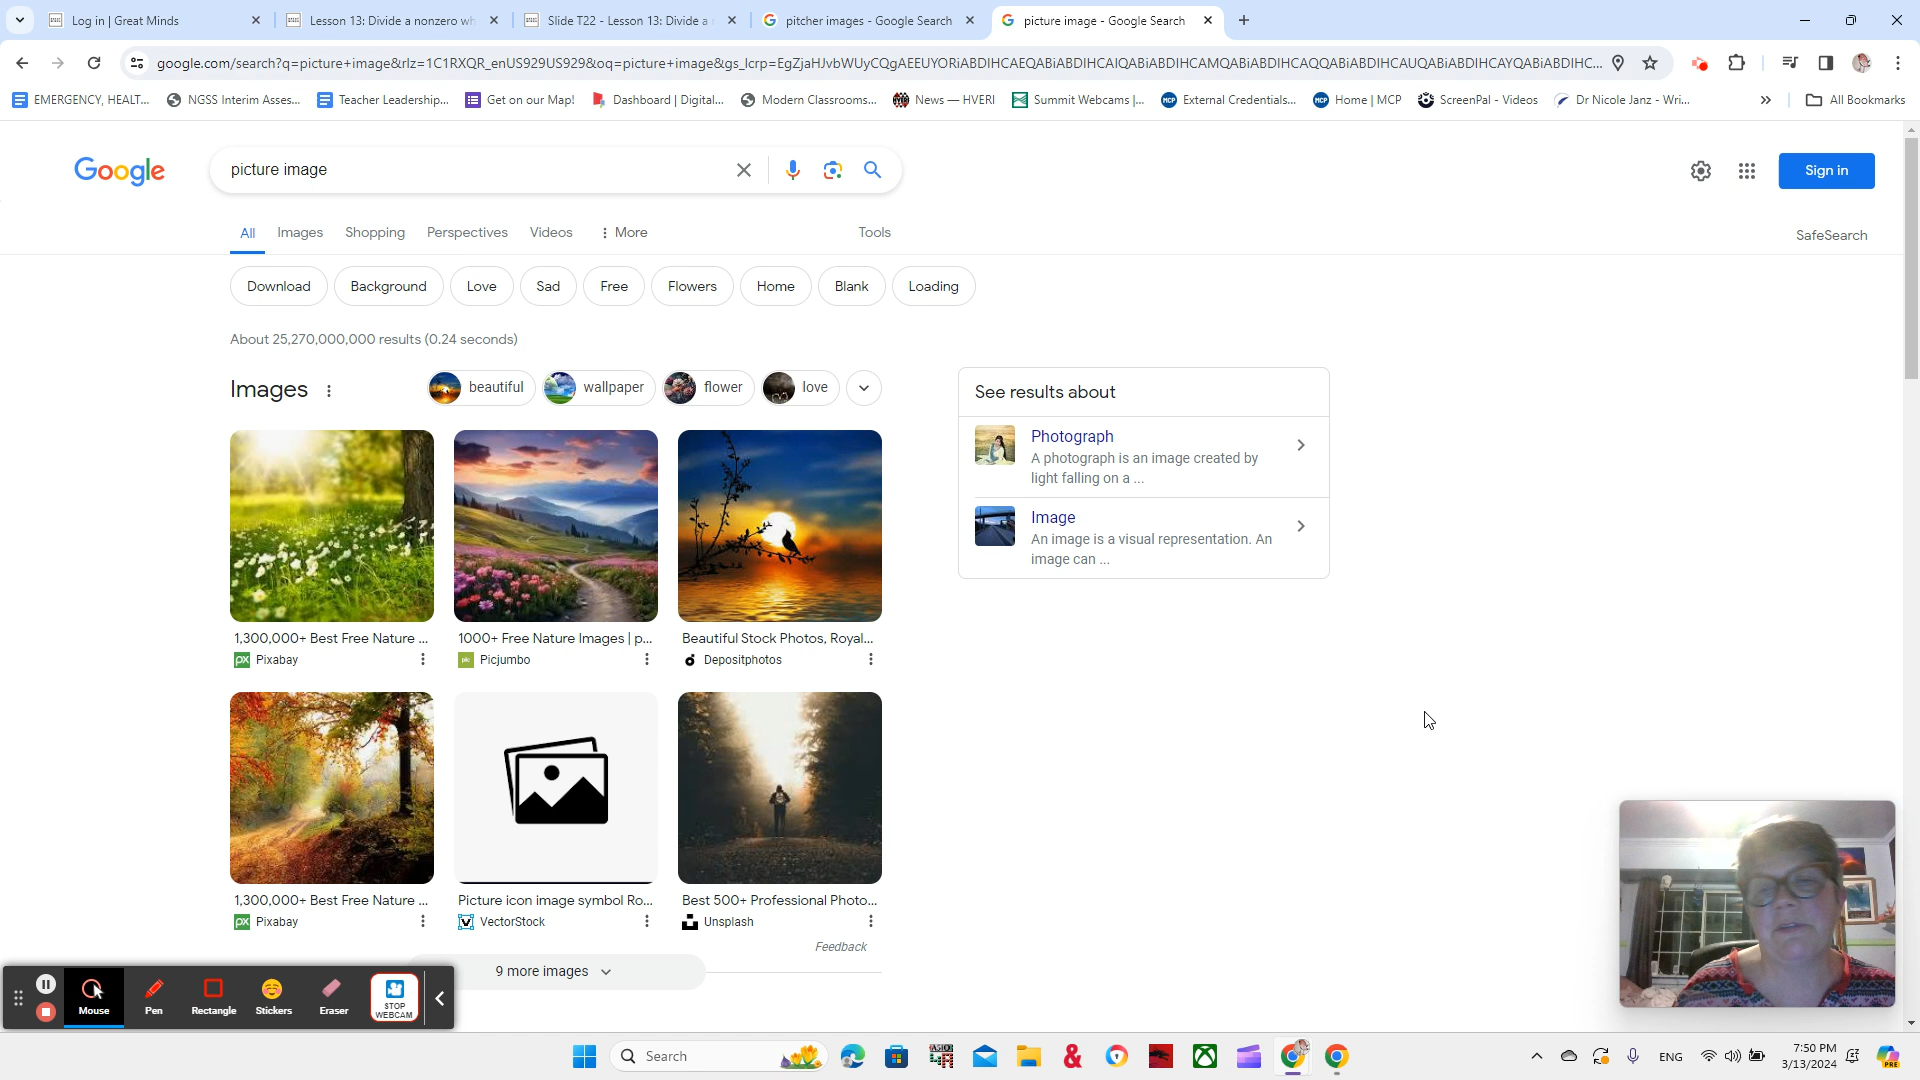 Log in | Great Minds
Lesson 13: Divide a nonzero wh
Slide T22 - Lesson 13: Divide a
pitcher images - Google Search
picture image - Google Search
google.com/search?q=picture+image&rlz=1C1RXQR_enUS929US929&oq=picture+image&gs_lcrp=EgZjaHJvbWUyCQgAEEUYORiABDIHCAEQABiABDIHCAIQABiABDIHCAMQABiABDIHCAQQABiABDIHCAUQABiABDIHCAYQABiABDIHC...
EMERGENCY, HEALT...
NGSS Interim Asses...
Teacher Leadership...
Get on our Map!
Dashboard | Digital...
Modern Classrooms...
News — HVERI
Summit Webcams |...
External Credentials...
Home | MCP
ScreenPal - Videos
Dr Nicole Janz - Wri...
All Bookmarks
Google
picture image
Sign in
All
Images
Shopping
Perspectives
Videos
More
Tools
SafeSearch
Download
Background
Love
Sad
Free
Flowers
Home
Blank
Loading
About 25,270,000,000 results (0.24 seconds)
Images
beautiful
wallpaper
flower
love
See results about
Photograph
A photograph is an image created by
light falling on a ...
Image
An image is a visual representation. An
image can ...
1,300,000+ Best Free Nature ...
Pixabay
1000+ Free Nature Images | p...
Picjumbo
Beautiful Stock Photos, Royal...
Depositphotos
1,300,000+ Best Free Nature ...
Pixabay
Picture icon image symbol Ro...
VectorStock
Best 500+ Professional Photo...
Unsplash
Feedback
9 more images
Mouse
Pen
Rectangle
Stickers
Eraser
STOP
WEBCAM
Search
ENG
7:50 PM
3/13/2024